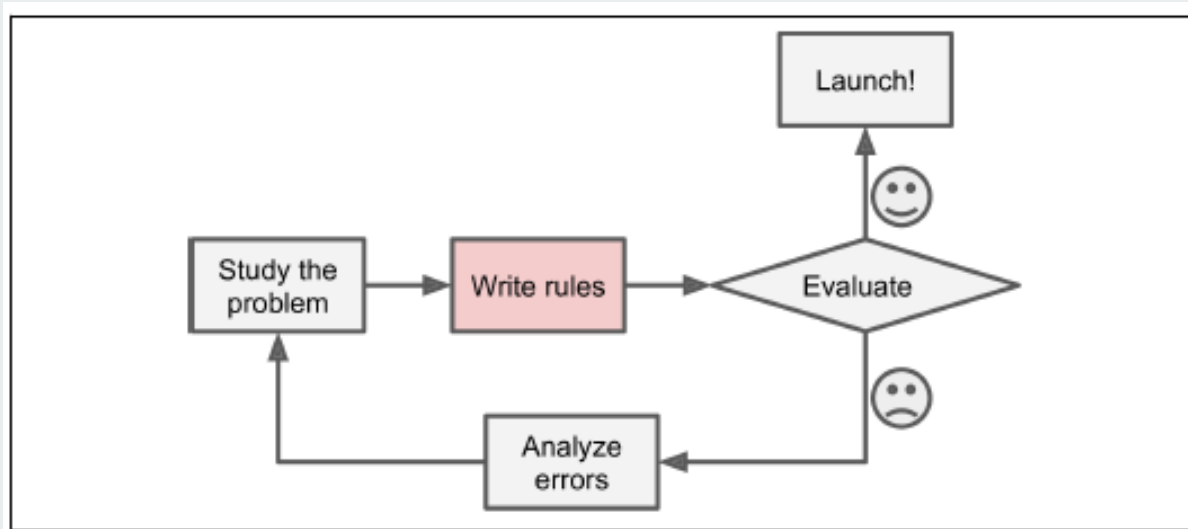 Launch!
Study the
problem
Write rules
Evaluate
Analyze
errors